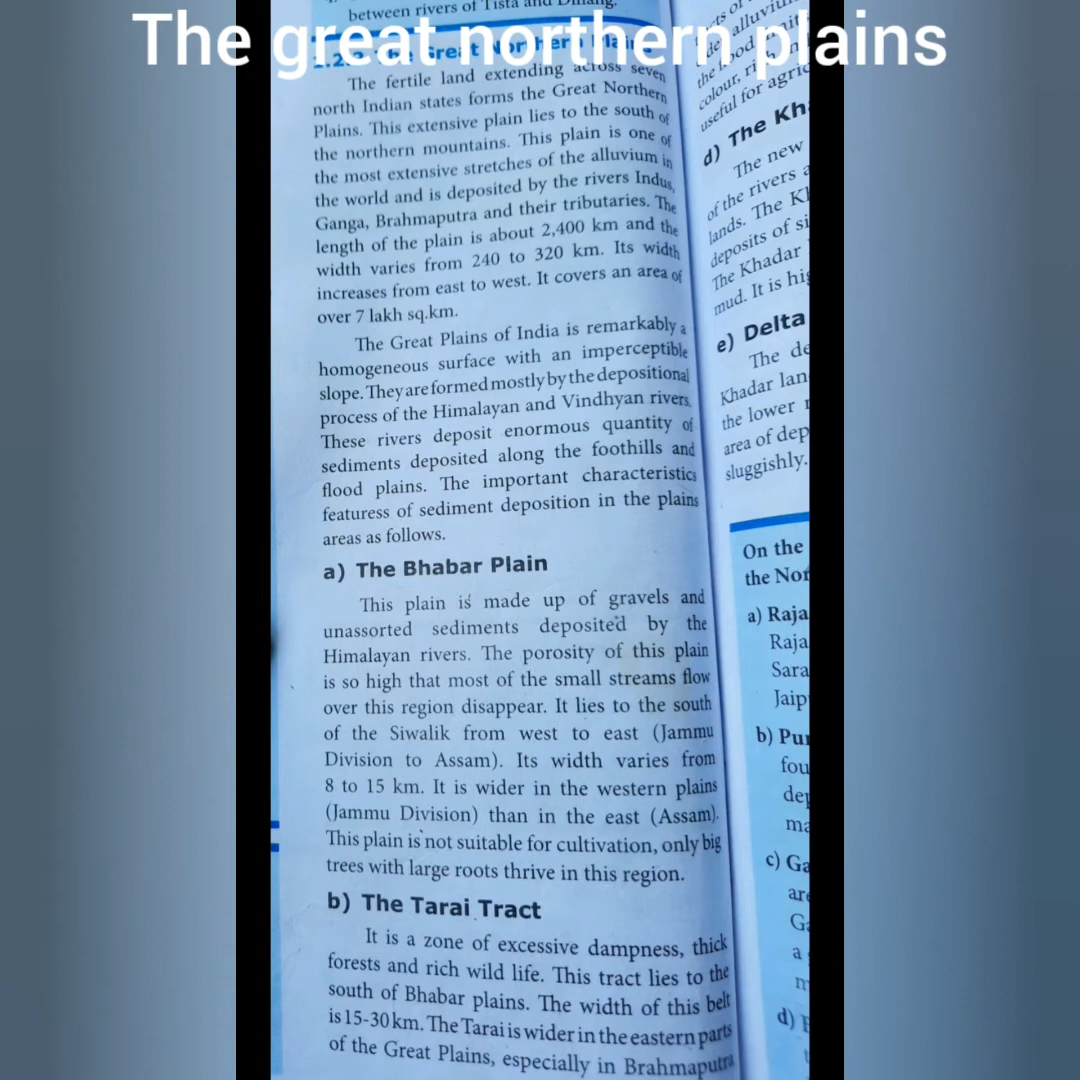 The great northern plains
between rivers of Tista and Dihang.
The fertile land extending across seven
north Indian states forms the Great Northern
Plains. This extensive plain lies to the south of
the northern mountains. This plain is one of
the most extensive stretches of the alluvium in
the world and is deposited by the rivers Indus,
Ganga, Brahmaputra and their tributaries. The
length of the plain is about 2,400 km and the
width varies from 240 to 320 km. Its width
increases from east to west. It covers an area of
over 7 lakh sq.km.
The Great Plains of India is remarkably a
homogeneous surface with an imperceptible
slope. They are formed mostly by the depositional
process of the Himalayan and Vindhyan rivers.
These rivers deposit enormous quantity of
sediments deposited along the foothills and
flood plains. The important characteristics
featuress of sediment deposition in the plains
areas as follows.
a) The Bhabar Plain
This plain is made up of gravels and
unassorted sediments deposited by the
Himalayan rivers. The porosity of this plain
is so high that most of the small streams flow
over this region disappear. It lies to the south
of the Siwalik from west to east (Jammu
Division to Assam). Its width varies from
8 to 15 km. It is wider in the western plains
(Jammu Division) than in the east (Assam).
This plain is not suitable for cultivation, only big
trees with large roots thrive in this region.
b) The Tarai Tract
It is a zone of excessive dampness, thick
forests and rich wild life. This tract lies to the
south of Bhabar plains. The width of this belt
is 15-30 km. The Tarai is wider in the eastern parts
of the Great Plains, especially in Brahmaputra
useful for
d) The
The new
of the rivers
lands. The
deposits of
The Khadar
mud. It is
e) Delta
The
Khadar
the lower
area of
sluggishly.
On the
the
a)
b)
c)
d)